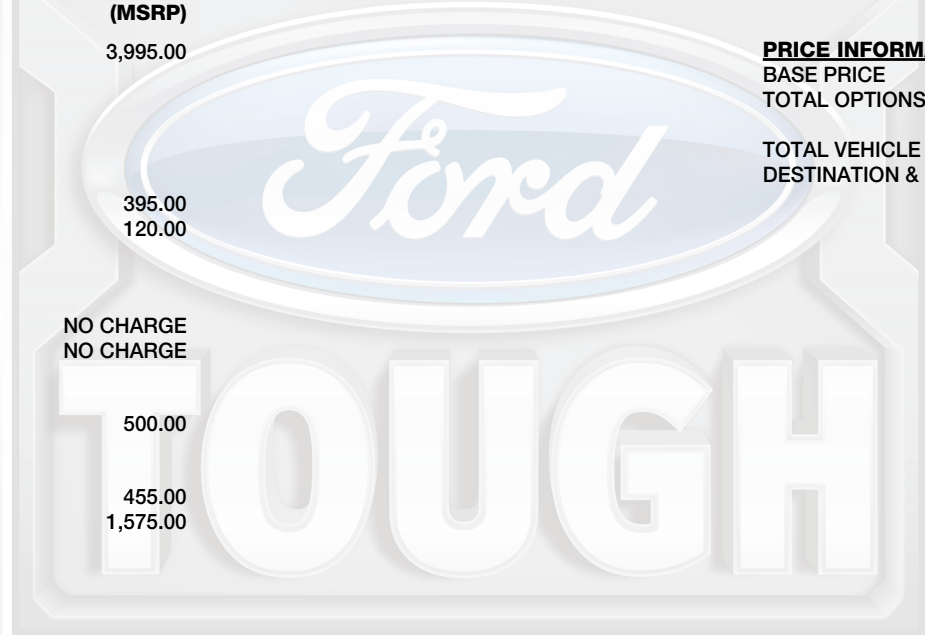 (MSRP)
3,995.00
395.00
120.00
NO CHARGE
NO CHARGE
500.00
455.00
1,575.00
PRICE INFORM
BASE PRICE
TOTAL OPTIONS
TOTAL VEHICLE
DESTINATION &
Ford
TOUGH